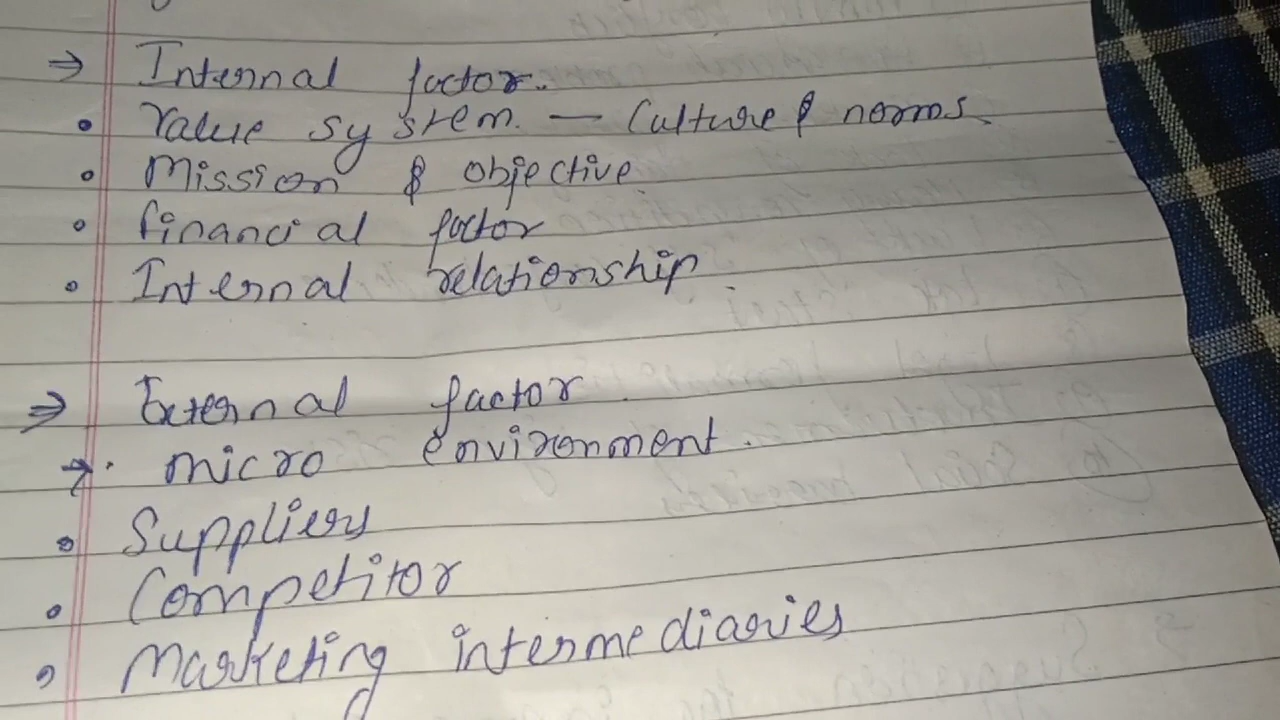 ⇒ Internal factor.
• Value system. — Culture & norms
• Mission & objective
• financial factor
• Internal relationship
⇒ External factor
→ • micro environment.
• Suppliers
• Competitor
• Marketing intermediaries